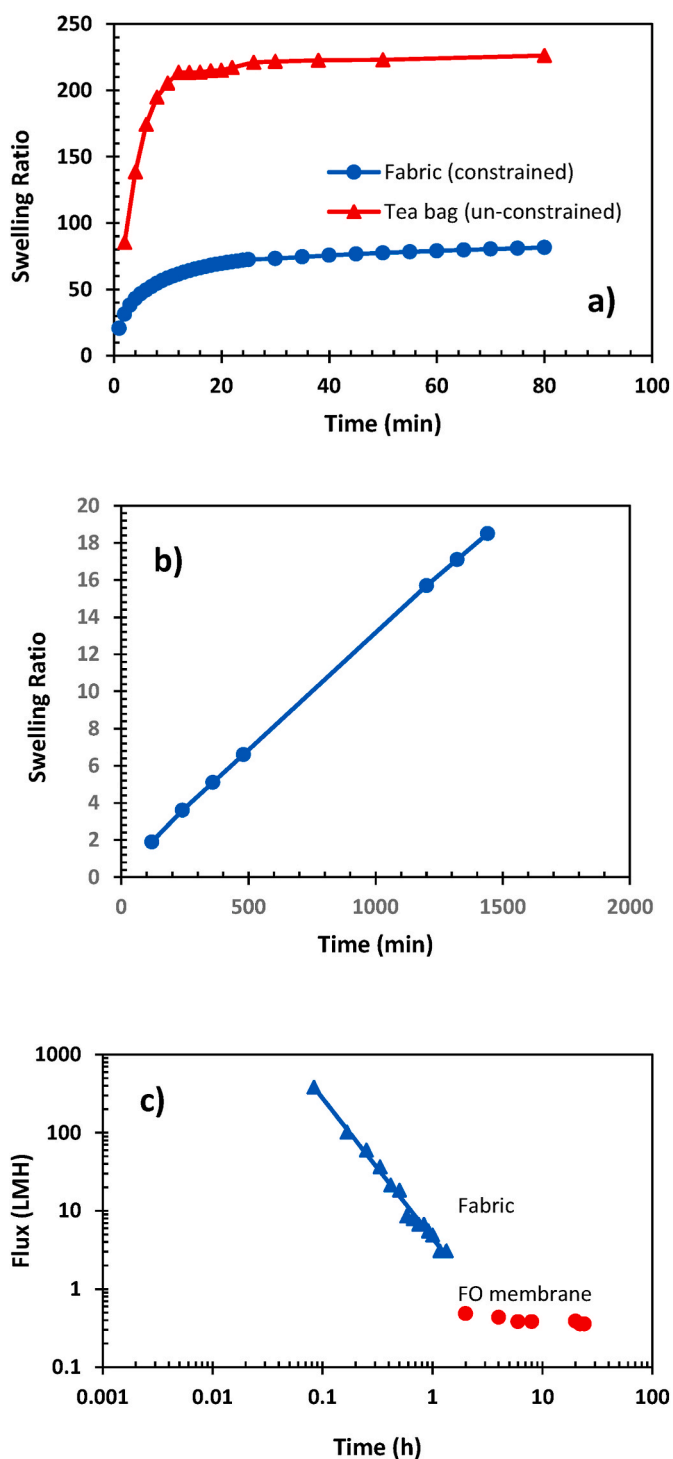 250
200
150
100
50
0
Swelling Ratio
Fabric (constrained)
Tea bag (un-constrained)
a)
0 20 40 60 80 100
Time (min)
20
18
16
14
12
10
8
6
4
2
0
Swelling Ratio
b)
0 500 1000 1500 2000
Time (min)
1000
100
10
1
0.1
Flux (LMH)
c)
Fabric
FO membrane
0.001 0.01 0.1 1 10 100
Time (h)